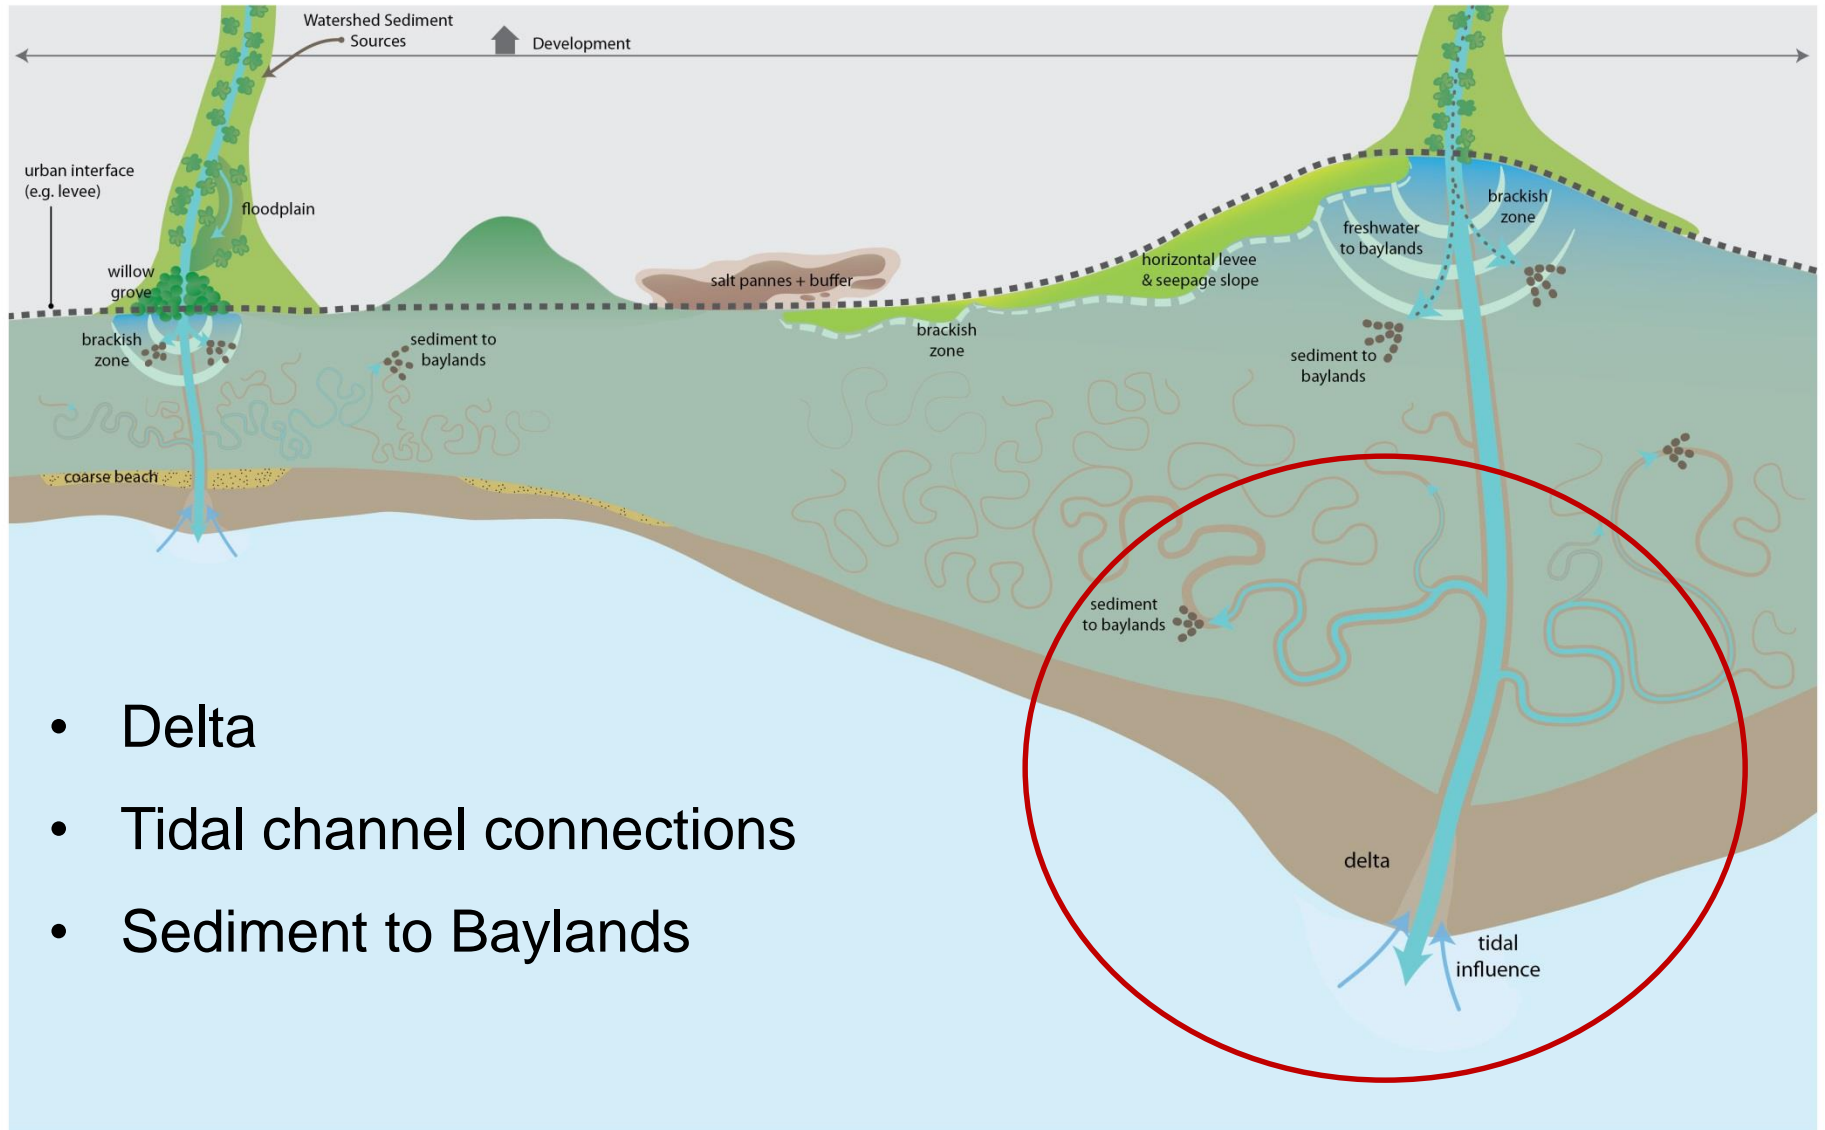 Watershed Sediment
Sources
Development
urban interface
(e.g. levee)
floodplain
willow
grove
brackish
zone
sediment to
baylands
coarse beach
salt pannes + buffer
brackish
zone
horizontal levee
& seepage slope
freshwater
to baylands
brackish
zone
sediment to
baylands
sediment
to baylands
delta
tidal
influence
• Delta
• Tidal channel connections
• Sediment to Baylands